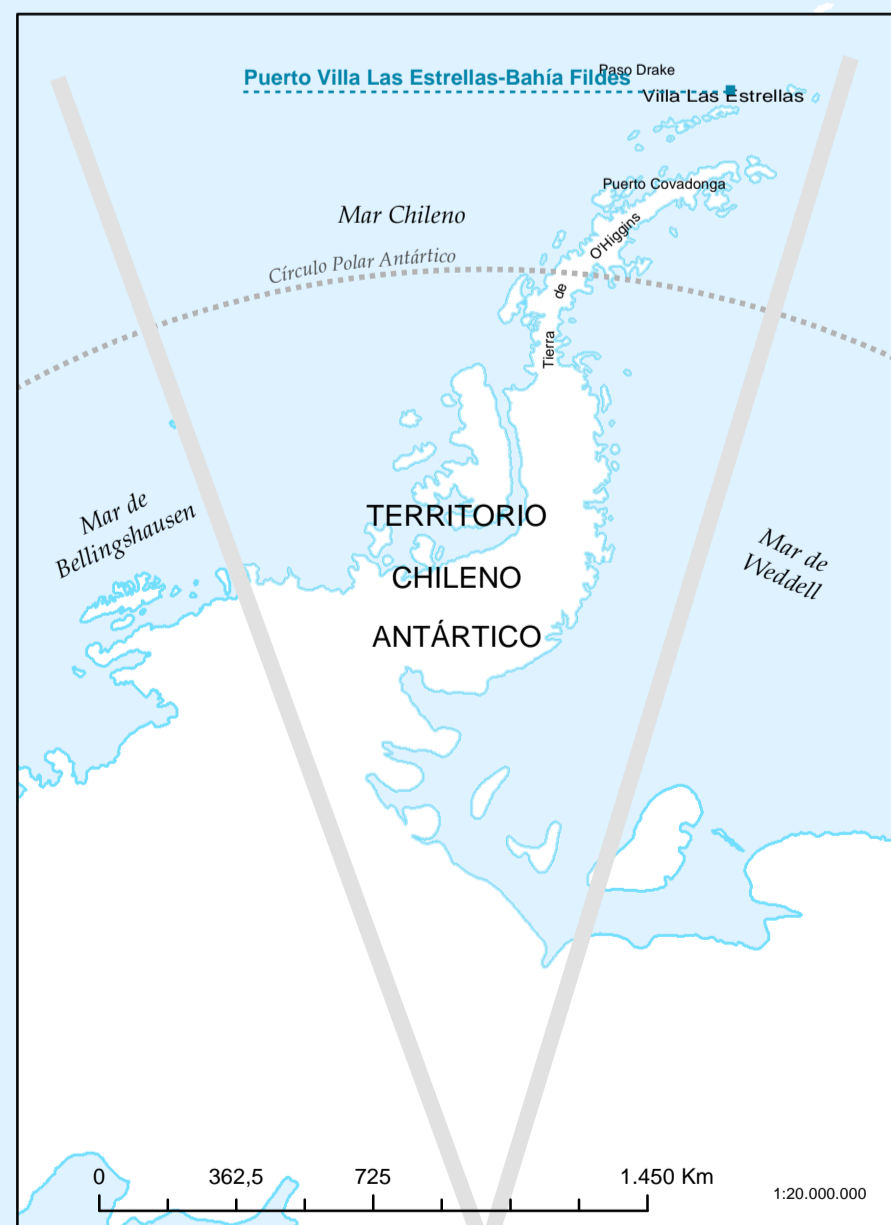 Paso Drake
Puerto Villa Las Estrellas-Bahía Fildes
Villa Las Estrellas
Puerto Covadonga
Mar Chileno
O'Higgins
Círculo Polar Antártico
de
Tierra
Mar de
Bellingshausen
TERRITORIO
CHILENO
ANTÁRTICO
Mar de
Weddell
0 362,5 725 1.450 Km
1:20.000.000